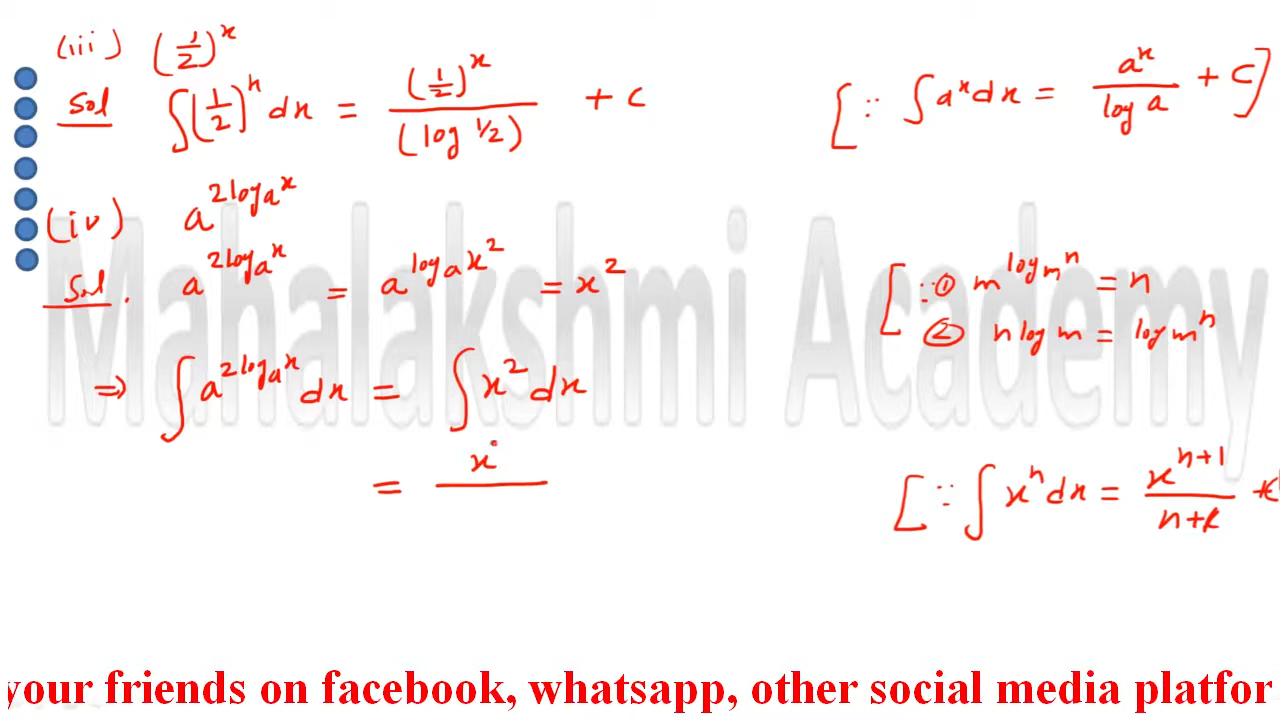 (iii) (1/2)^x
Sol ∫(1/2)^x dx = (1/2)^x / (log 1/2) + c [∵ ∫a^x dx = a^x / log a + C]
(iv) a^(2log_a x)
Sol. a^(2log_a x) = a^(log_a x^2) = x^2 [∵ ① m^(log_m n) = n
② n log m = log m^n
⇒ ∫a^(2log_a x) dx = ∫x^2 dx
= x [∵ ∫x^n dx = x^(n+1) / n+1 +c
Mahalakshmi Academy
your friends on facebook, whatsapp, other social media platfor